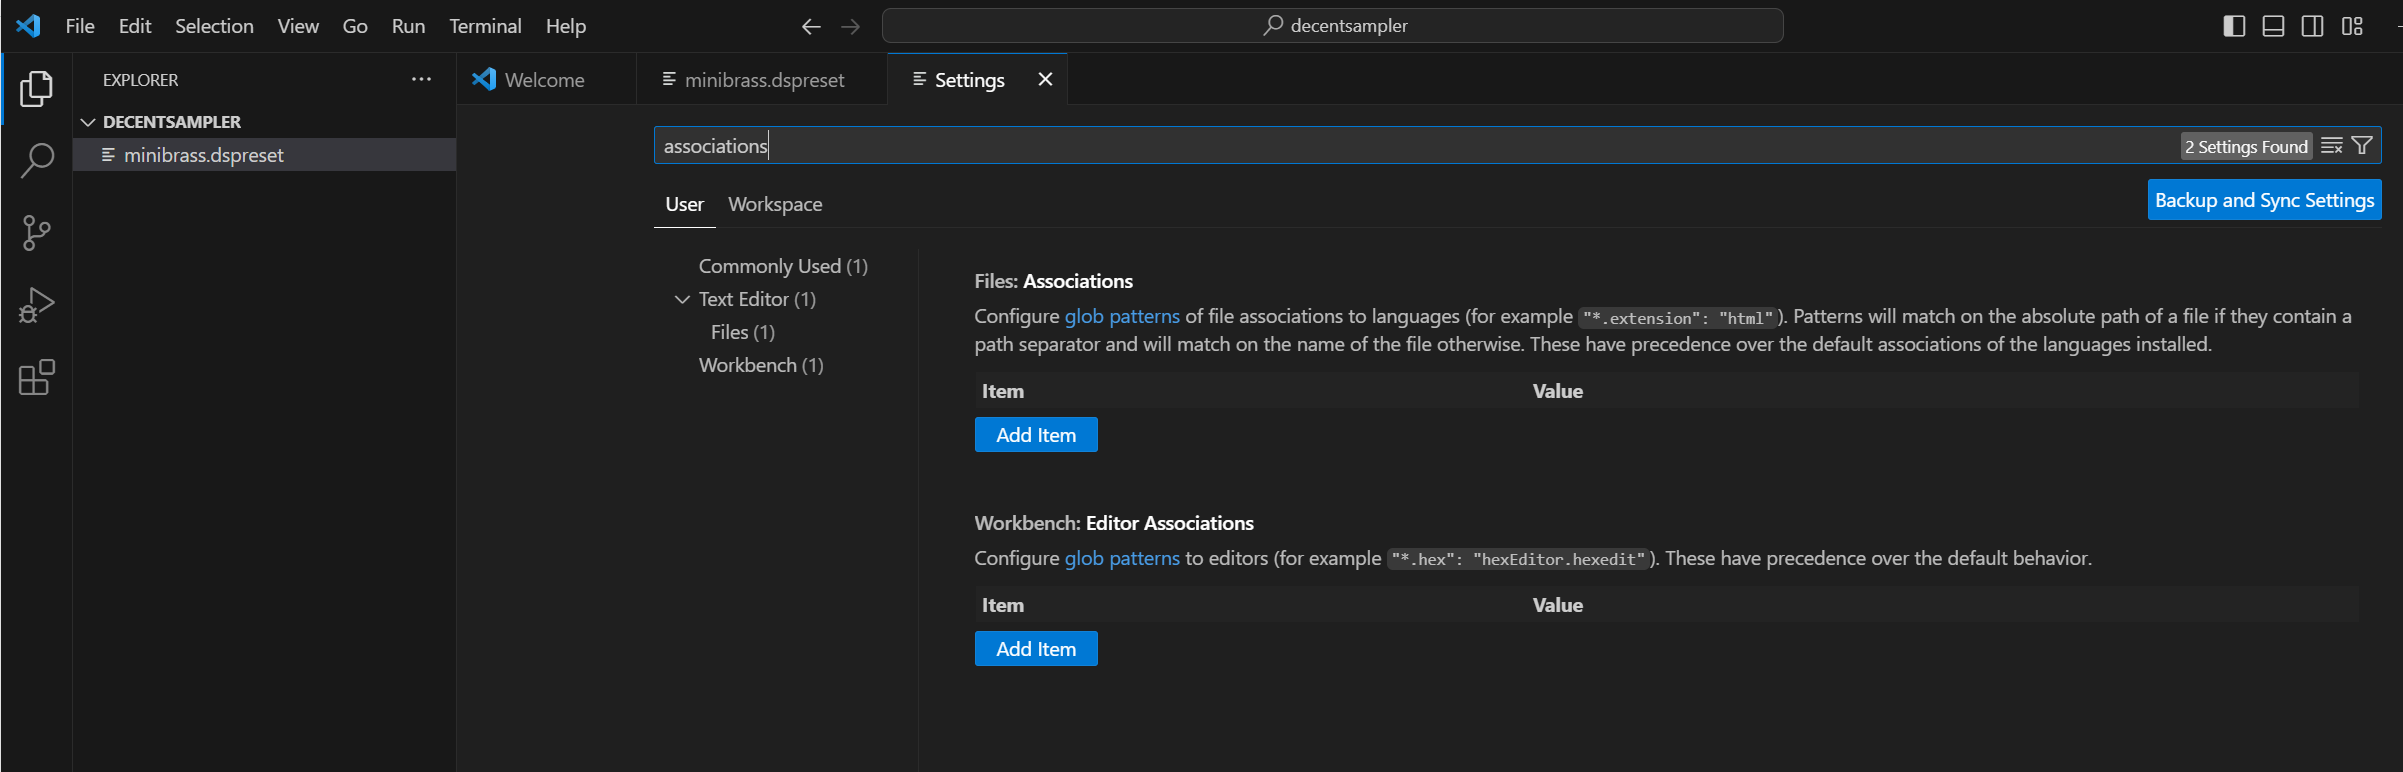 File Edit Selection View Go Run Terminal Help
decentsampler
EXPLORER
Welcome
minibrass.dspreset
Settings
DECENTSAMPLER
minibrass.dspreset
associations
2 Settings Found
User Workspace
Backup and Sync Settings
Commonly Used (1)
Text Editor (1)
Files (1)
Workbench (1)
Files: Associations
Configure glob patterns of file associations to languages (for example "*.extension": "html"). Patterns will match on the absolute path of a file if they contain a
path separator and will match on the name of the file otherwise. These have precedence over the default associations of the languages installed.
Item Value
Add Item
Workbench: Editor Associations
Configure glob patterns to editors (for example "*.hex": "hexEditor.hexedit"). These have precedence over the default behavior.
Item Value
Add Item